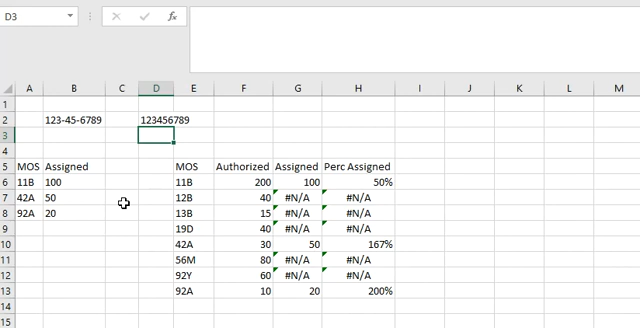 D3 fx
A B C D E F G H I J K L M
1
2 123-45-6789 123456789
3
4
5 MOS Assigned MOS Authorized Assigned Perc Assigned
6 11B 100 11B 200 100 50%
7 42A 50 12B 40 #N/A #N/A
8 92A 20 13B 15 #N/A #N/A
9 19D 40 #N/A #N/A
10 42A 30 50 167%
11 56M 80 #N/A #N/A
12 92Y 60 #N/A #N/A
13 92A 10 20 200%
14
15